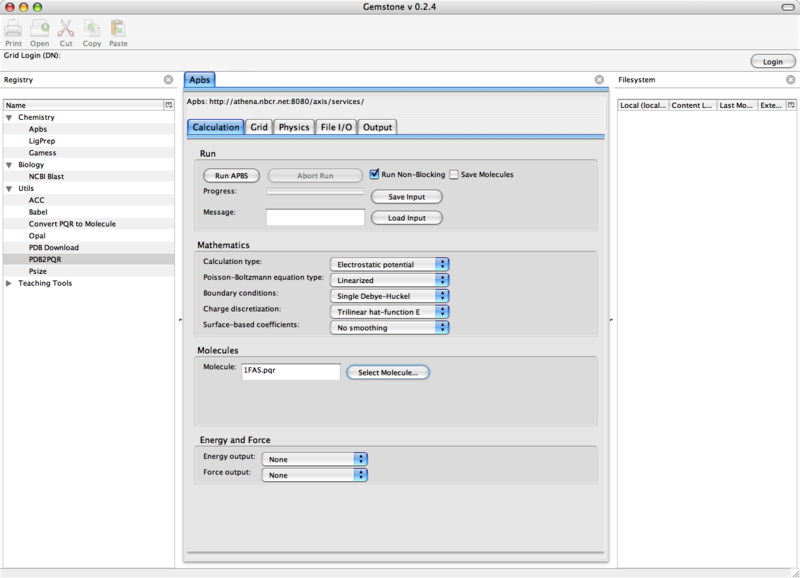 Gemstone v 0.2.4
Print Open Cut Copy Paste
Grid Login (DN):
Login
Registry
Name
Chemistry
Apbs
LigPrep
Gamess
Biology
NCBI Blast
Utils
ACC
Babel
Convert PQR to Molecule
Opal
PDB Download
PDB2PQR
Psize
Teaching Tools
Apbs
Apbs: http://athena.nbcr.net:8080/axis/services/
Calculation Grid Physics File I/O Output
Run
Run APBS Abort Run Run Non-Blocking Save Molecules
Progress: Save Input
Message: Load Input
Mathematics
Calculation type: Electrostatic potential
Poisson-Boltzmann equation type: Linearized
Boundary conditions: Single Debye-Huckel
Charge discretization: Trilinear hat-function E
Surface-based coefficients: No smoothing
Molecules
Molecule: 1FAS.pqr Select Molecule...
Energy and Force
Energy output: None
Force output: None
Filesystem
Local (local... Content L... Last Mo... Exte...